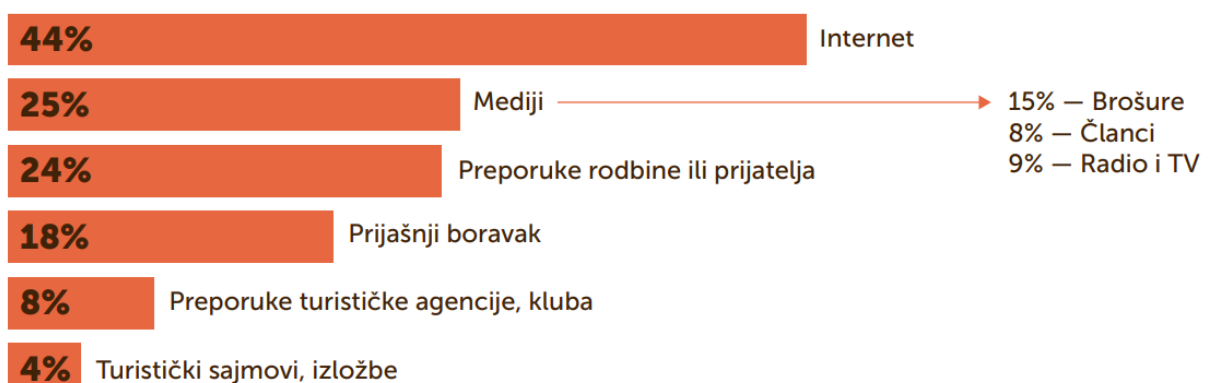 44% Internet
25% Mediji 15% — Brošure
8% — Članci
9% — Radio i TV
24% Preporuke rodbine ili prijatelja
18% Prijašnji boravak
8% Preporuke turističke agencije, kluba
4% Turistički sajmovi, izložbe